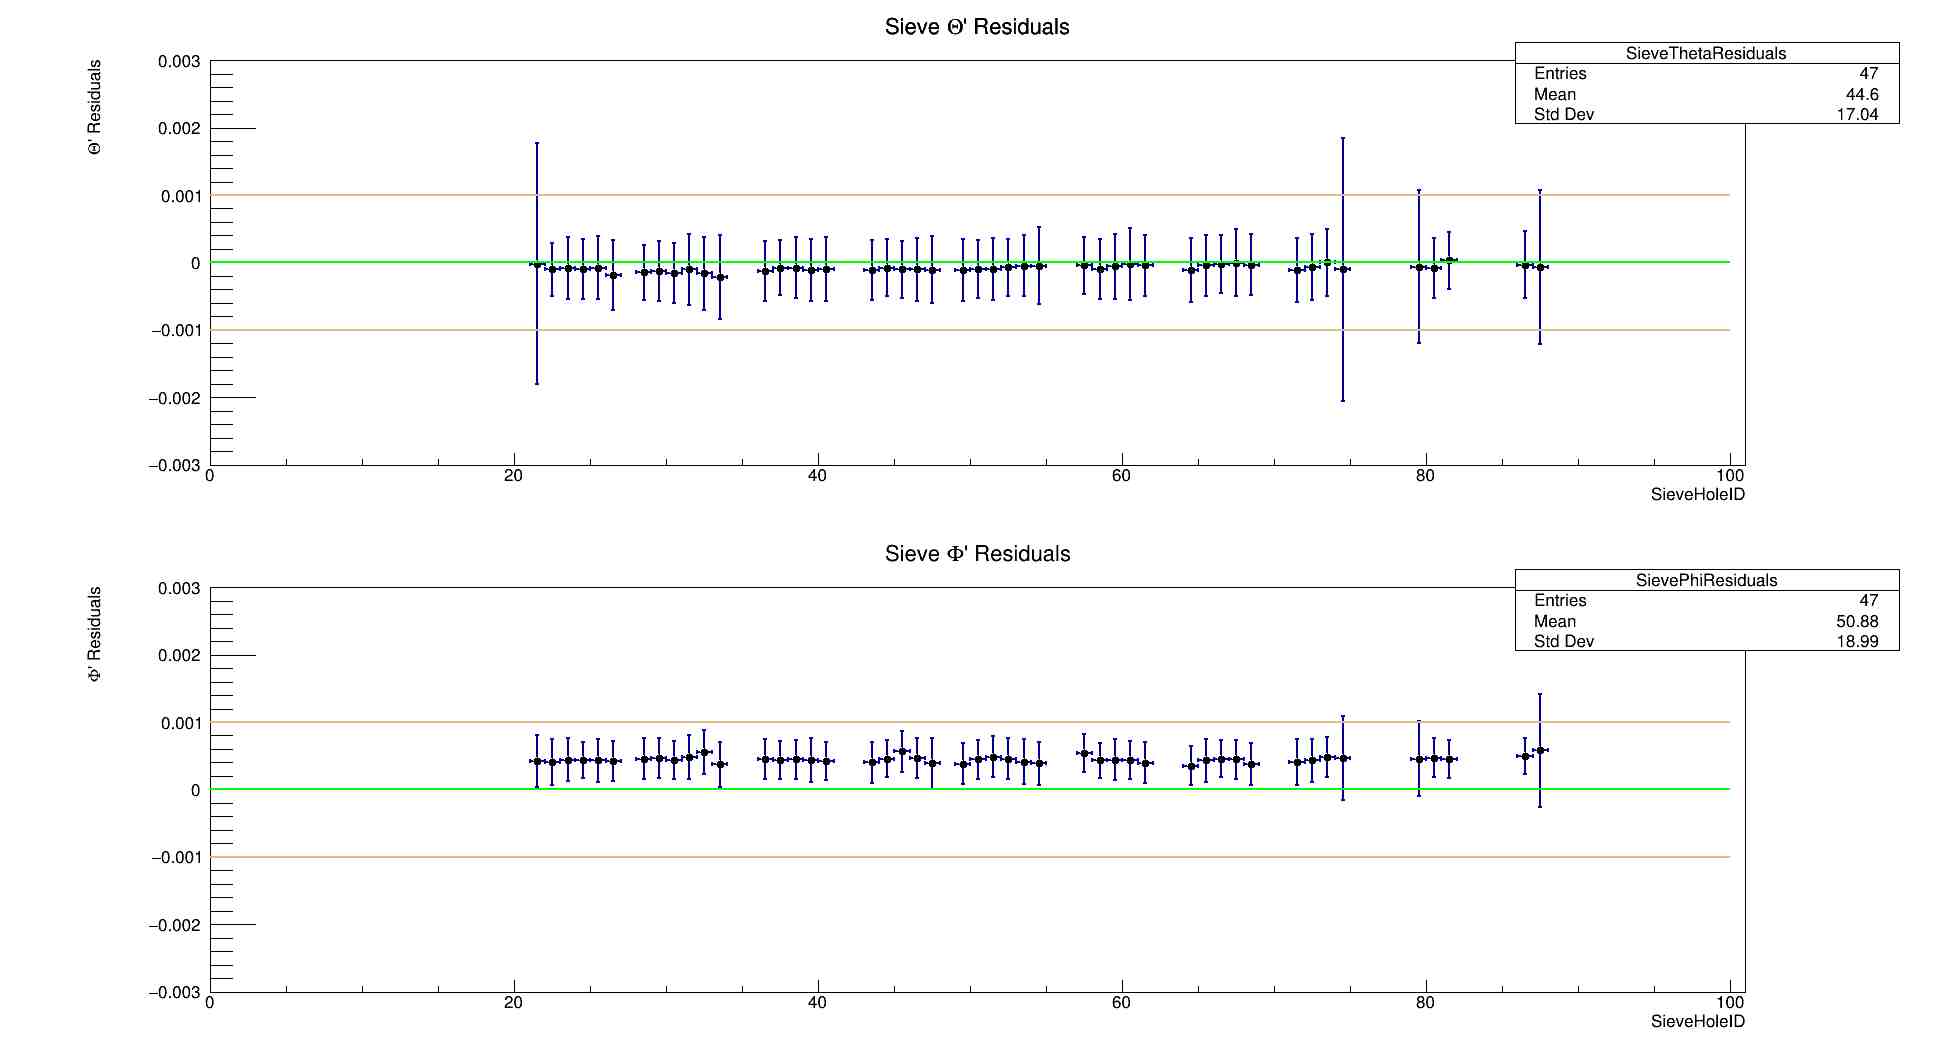 Sieve Θ' Residuals
Θ' Residuals
SieveThetaResiduals
Entries 47
Mean 44.6
Std Dev 17.04
0.003
0.002
0.001
0
−0.001
−0.002
−0.003
0 20 40 60 80 100
SieveHoleID
Sieve Φ' Residuals
Φ' Residuals
SievePhiResiduals
Entries 47
Mean 50.88
Std Dev 18.99
0.003
0.002
0.001
0
−0.001
−0.002
−0.003
0 20 40 60 80 100
SieveHoleID